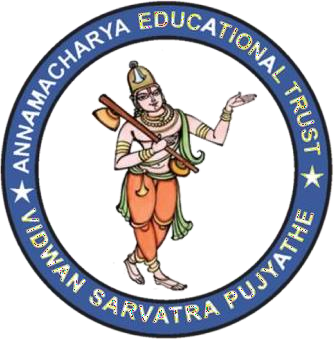 ANNAMACHARYA EDUCATIONAL TRUST
VIDWAN SARVATRA PUJYATHE